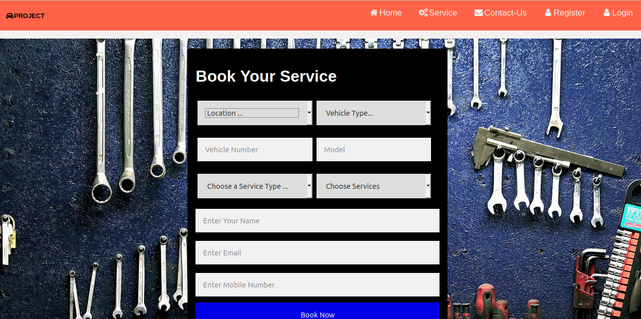 PROJECT
Home Service Contact-Us Register Login
Book Your Service
Location ... Vehicle Type...
Vehicle Number Model
Choose a Service Type ... Choose Services
Enter Your Name
Enter Email
Enter Mobile Number
Book Now